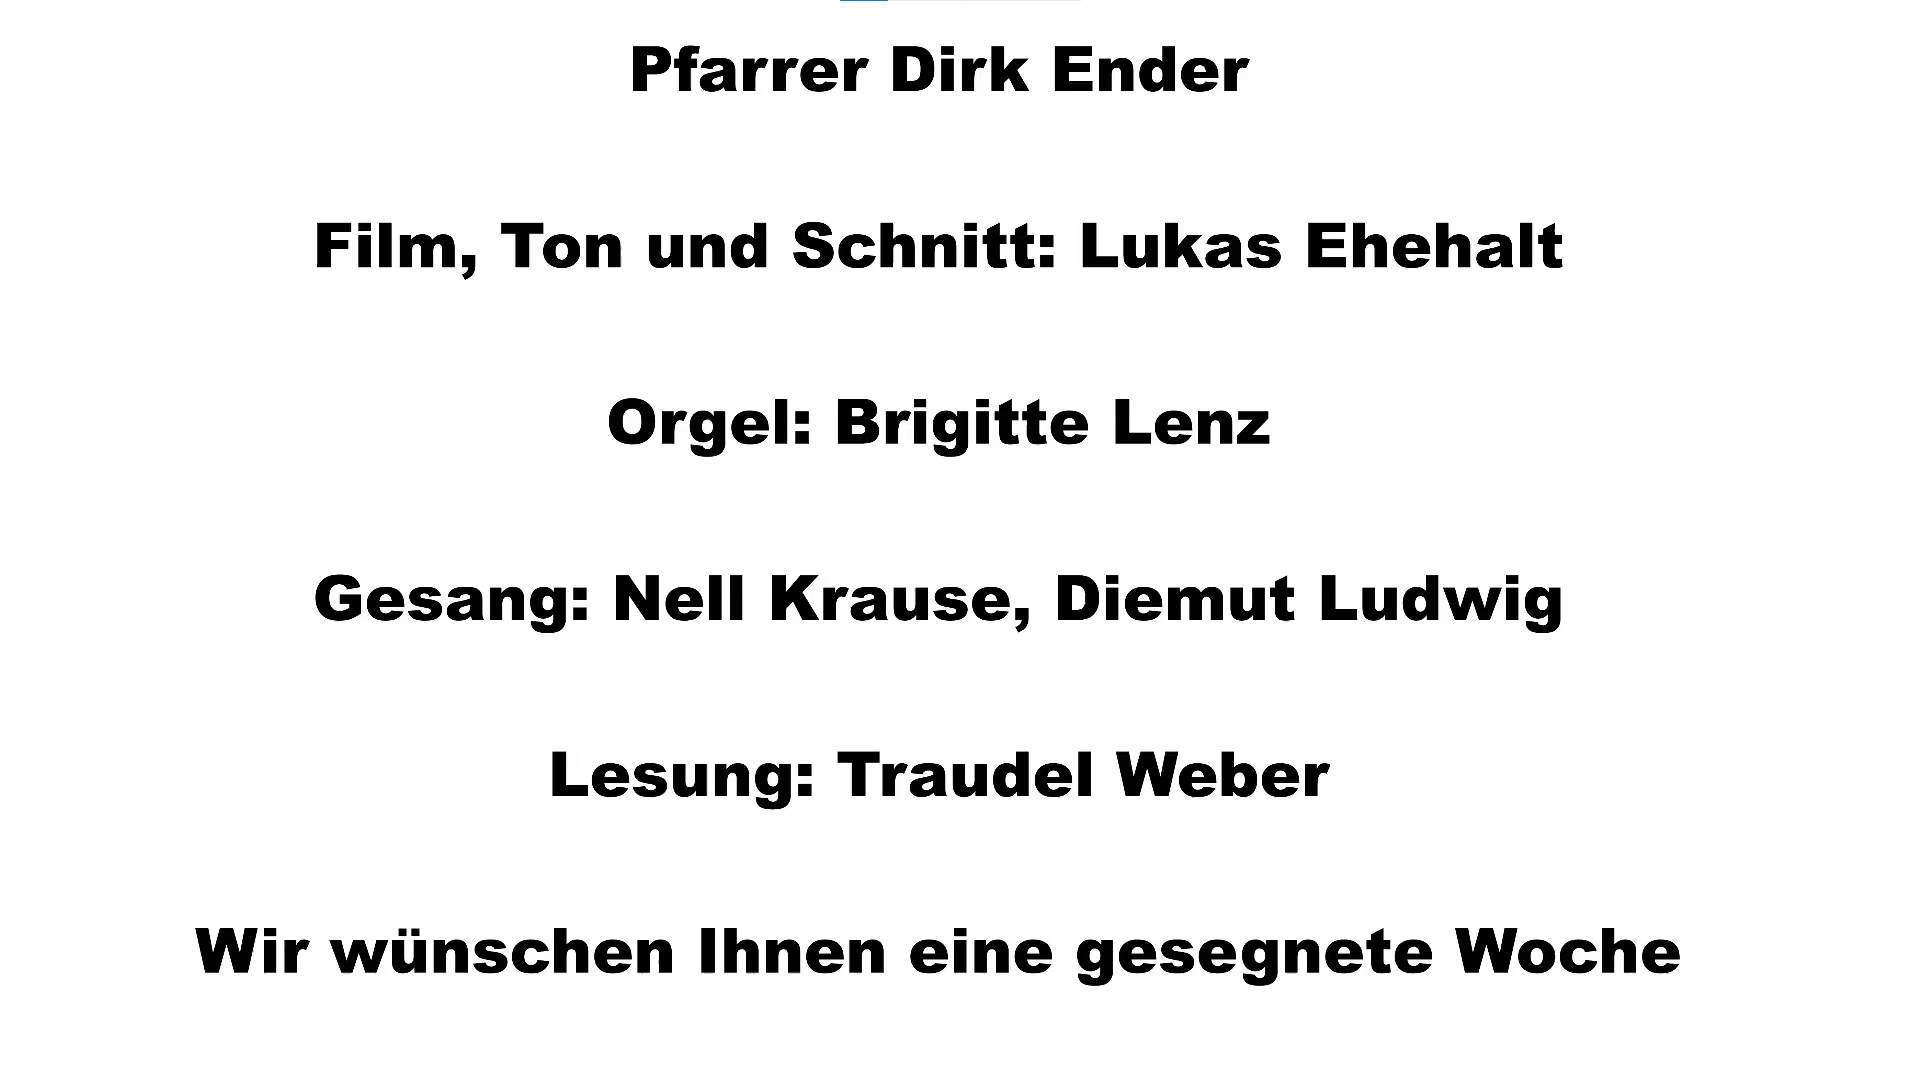 Pfarrer Dirk Ender
Film, Ton und Schnitt: Lukas Ehehalt
Orgel: Brigitte Lenz
Gesang: Nell Krause, Diemut Ludwig
Lesung: Traudel Weber
Wir wünschen Ihnen eine gesegnete Woche